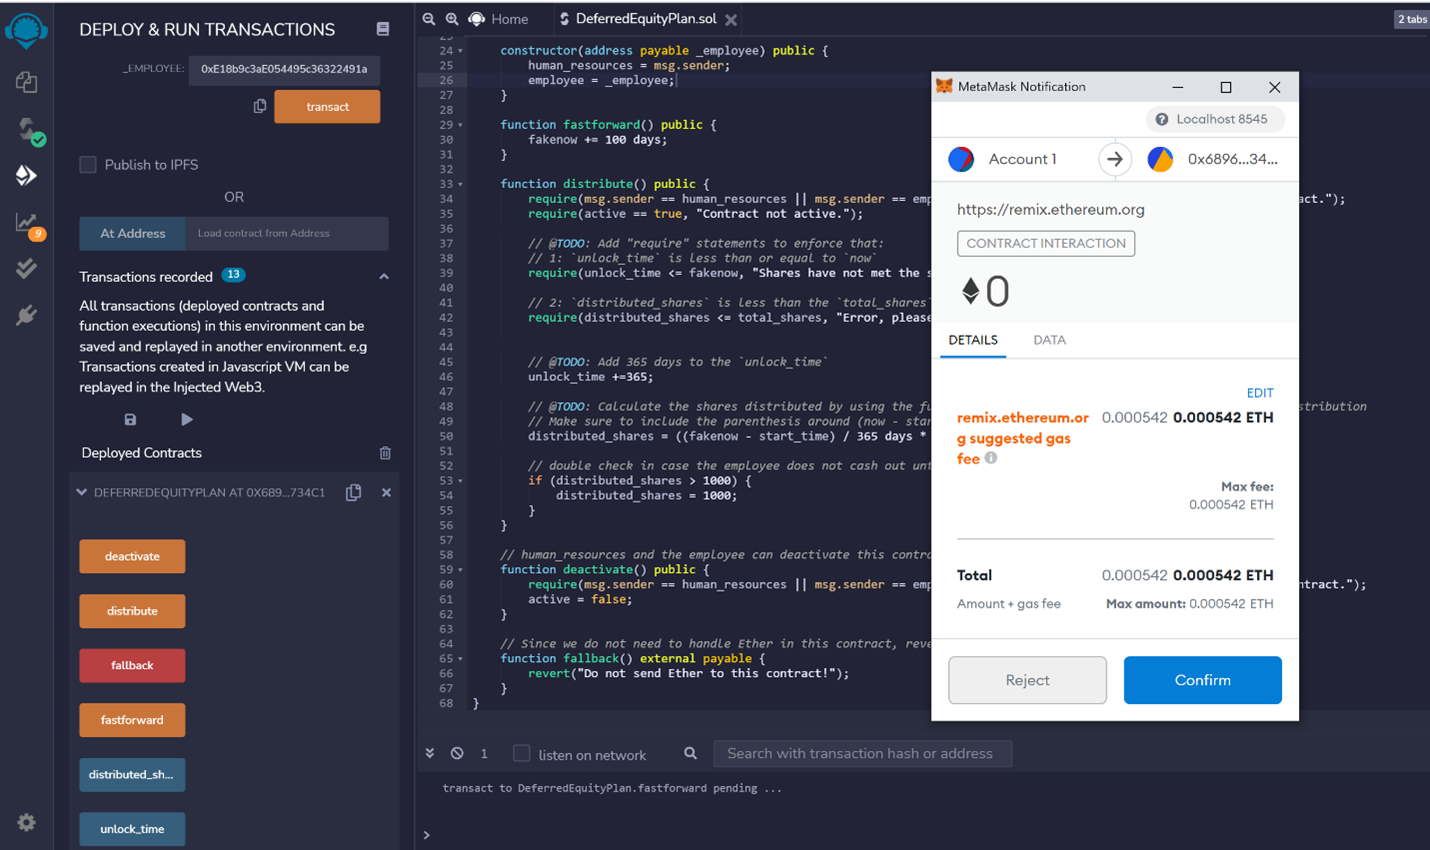 DEPLOY & RUN TRANSACTIONS
_EMPLOYEE: 0xE18b9c3aE054495c36322491a
transact
Publish to IPFS
OR
At Address Load contract from Address
Transactions recorded 13
All transactions (deployed contracts and
function executions) in this environment can be
saved and replayed in another environment. e.g
Transactions created in Javascript VM can be
replayed in the Injected Web3.
Deployed Contracts
DEFERREDEQUITYPLAN AT 0X689...734C1
deactivate
distribute
fallback
fastforward
distributed_sh...
unlock_time
9
Home
DeferredEquityPlan.sol
2 tabs
23
24 constructor(address payable _employee) public {
25 human_resources = msg.sender;
26 employee = _employee;
27 }
28
29 function fastforward() public {
30 fakenow += 100 days;
31 }
32
33 function distribute() public {
34 require(msg.sender == human_resources || msg.sender == emp ract.");
35 require(active == true, "Contract not active.");
36
37 // @TODO: Add "require" statements to enforce that:
38 // 1: `unlock_time` is less than or equal to `now`
39 require(unlock_time <= fakenow, "Shares have not met the s
40
41 // 2: `distributed_shares` is less than the `total_shares`
42 require(distributed_shares <= total_shares, "Error, please
43
44
45 // @TODO: Add 365 days to the `unlock_time`
46 unlock_time +=365;
47
48 // @TODO: Calculate the shares distributed by using the fu tribution
49 // Make sure to include the parenthesis around (now - star
50 distributed_shares = ((fakenow - start_time) / 365 days *
51
52 // double check in case the employee does not cash out unt
53 if (distributed_shares > 1000) {
54 distributed_shares = 1000;
55 }
56 }
57
58 // human_resources and the employee can deactivate this contra
59 function deactivate() public {
60 require(msg.sender == human_resources || msg.sender == emp ntract.");
61 active = false;
62 }
63
64 // Since we do not need to handle Ether in this contract, reve
65 function fallback() external payable {
66 revert("Do not send Ether to this contract!");
67 }
68 }
1 listen on network Search with transaction hash or address
transact to DeferredEquityPlan.fastforward pending ...
>
MetaMask Notification
Localhost 8545
Account 1 0x6896...34...
https://remix.ethereum.org
CONTRACT INTERACTION
0
DETAILS DATA
EDIT
remix.ethereum.or 0.000542 0.000542 ETH
g suggested gas
fee
Max fee:
0.000542 ETH
Total 0.000542 0.000542 ETH
Amount + gas fee Max amount: 0.000542 ETH
Reject Confirm